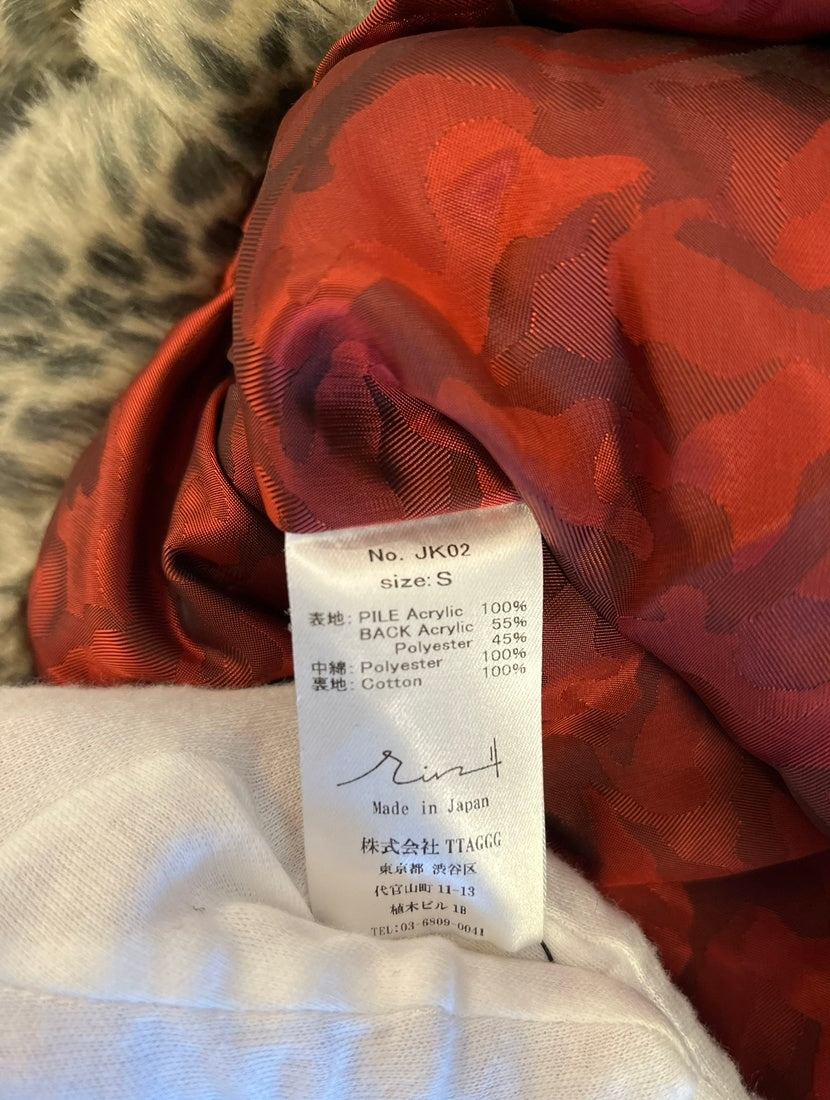 No. JK02
size: S
表地: PILE Acrylic 100%
BACK Acrylic 55%
Polyester 45%
中綿: Polyester 100%
裏地: Cotton 100%
Made in Japan
株式会社 TTAGGG
東京都 渋谷区
代官山町 11-13
植木ビル 1B
TEL:03-6809-0041